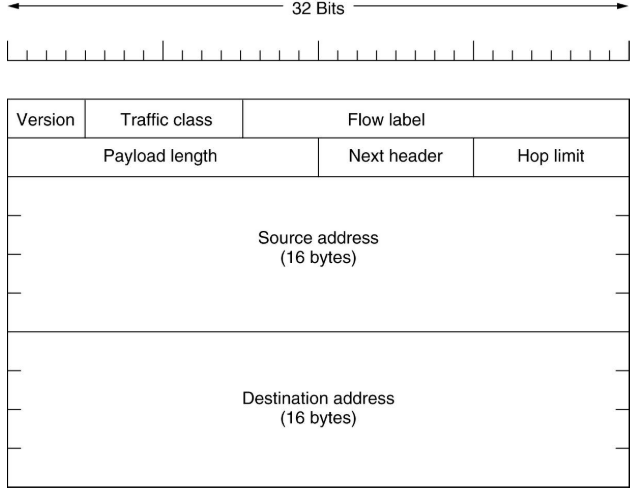 32 Bits
Version Traffic class Flow label
Payload length Next header Hop limit
Source address
(16 bytes)
Destination address
(16 bytes)